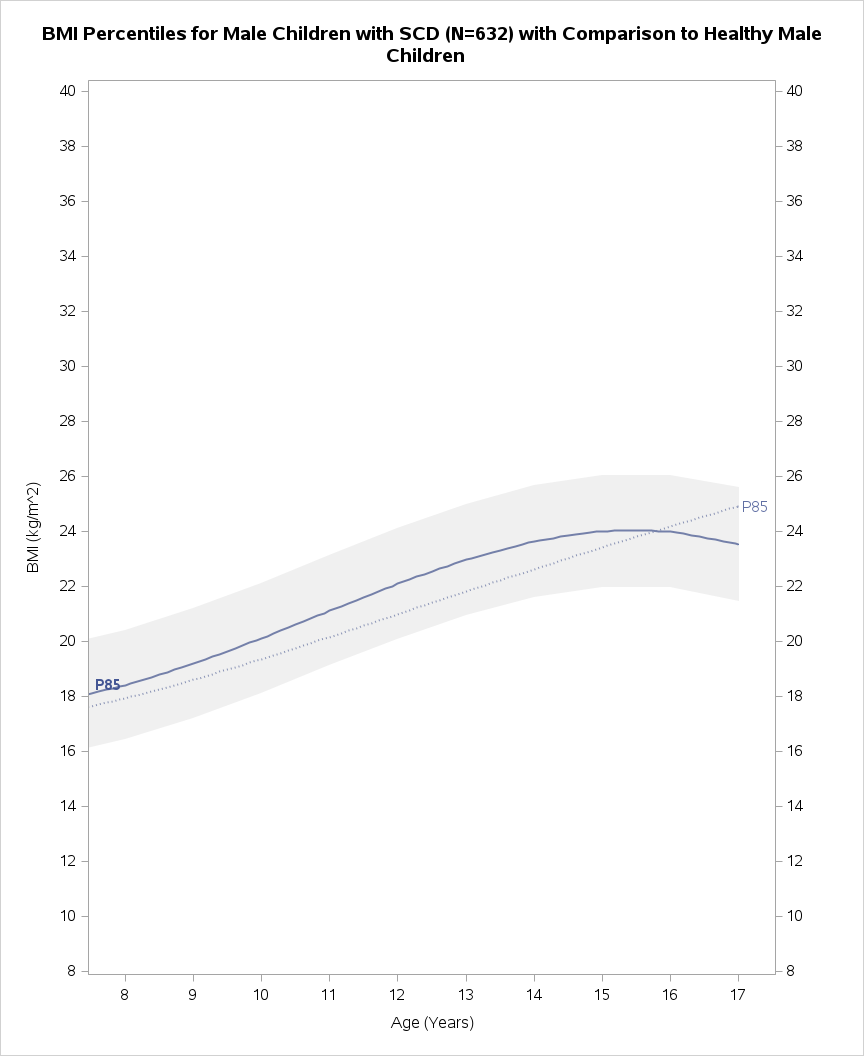 BMI Percentiles for Male Children with SCD (N=632) with Comparison to Healthy Male
Children
40 40
38 38
36 36
34 34
32 32
30 30
28 28
26 26
P85
24 24
22 22
20 20
P85
18 18
16 16
14 14
12 12
10 10
8 8
BMI (kg/m^2)
8 9 10 11 12 13 14 15 16 17
Age (Years)